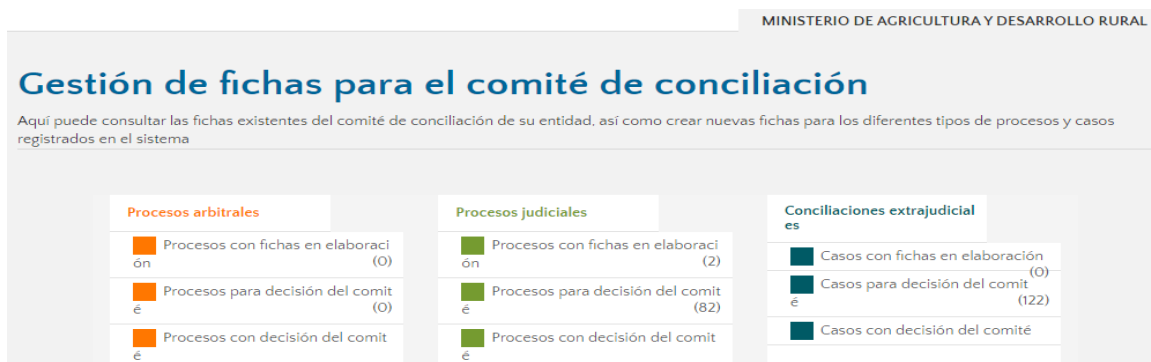 MINISTERIO DE AGRICULTURA Y DESARROLLO RURAL
Gestión de fichas para el comité de conciliación
Aquí puede consultar las fichas existentes del comité de conciliación de su entidad, así como crear nuevas fichas para los diferentes tipos de procesos y casos
registrados en el sistema
Procesos arbitrales
Procesos con fichas en elaboraci
ón (0)
Procesos para decisión del comit
é (0)
Procesos con decisión del comit
é
Procesos judiciales
Procesos con fichas en elaboraci
ón (2)
Procesos para decisión del comit
é (82)
Procesos con decisión del comit
é
Conciliaciones extrajudicial
es
Casos con fichas en elaboración
(0)
Casos para decisión del comit
é (122)
Casos con decisión del comité